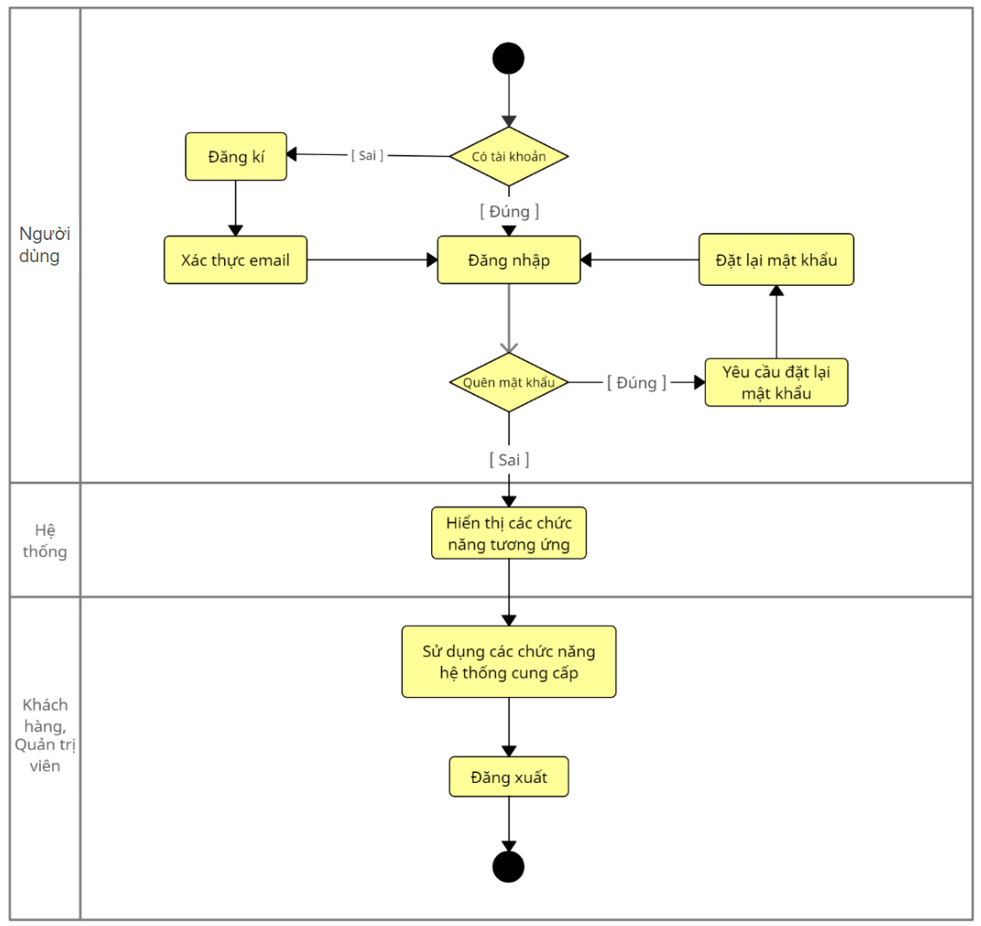 Có tài khoản
[ Sai ]
Đăng kí
[ Đúng ]
Người
dùng
Xác thực email
Đăng nhập
Đặt lại mật khẩu
Quên mật khẩu
[ Đúng ]
Yêu cầu đặt lại
mật khẩu
[ Sai ]
Hệ
thống
Hiển thị các chức
năng tương ứng
Sử dụng các chức năng
hệ thống cung cấp
Khách
hàng,
Quản trị
viên
Đăng xuất